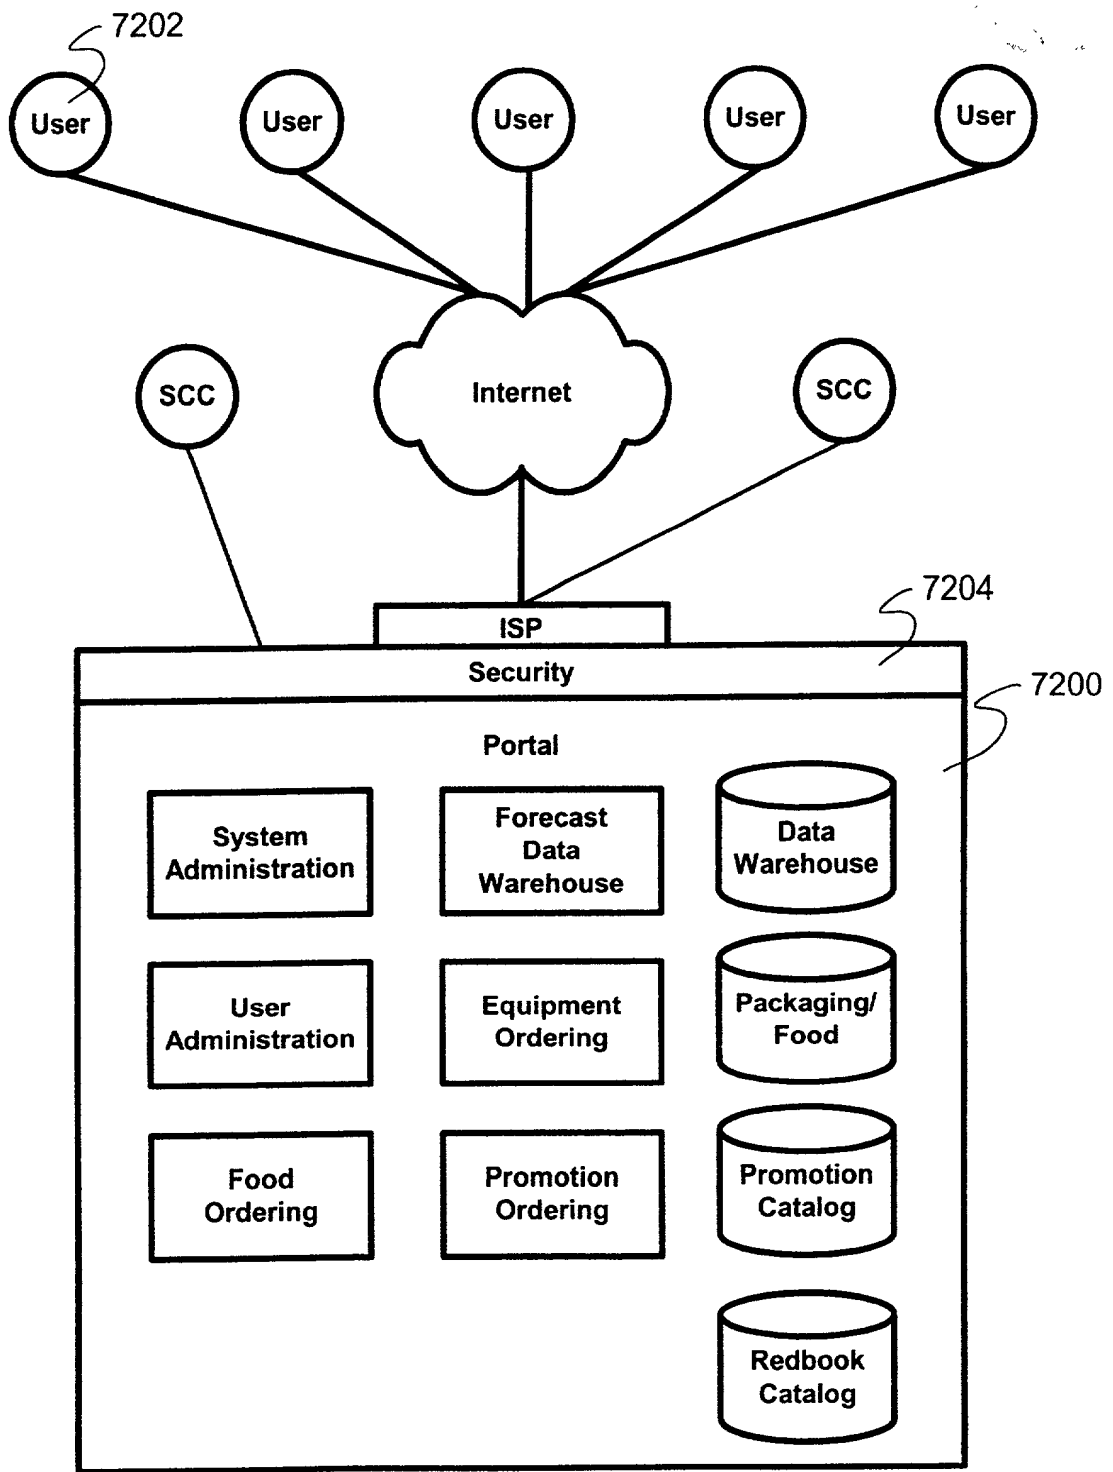 7202
User
User
User
User
User
SCC
Internet
SCC
7204
ISP
Security
7200
Portal
System
Administration
Forecast
Data
Warehouse
Data
Warehouse
User
Administration
Equipment
Ordering
Packaging/
Food
Food
Ordering
Promotion
Ordering
Promotion
Catalog
Redbook
Catalog